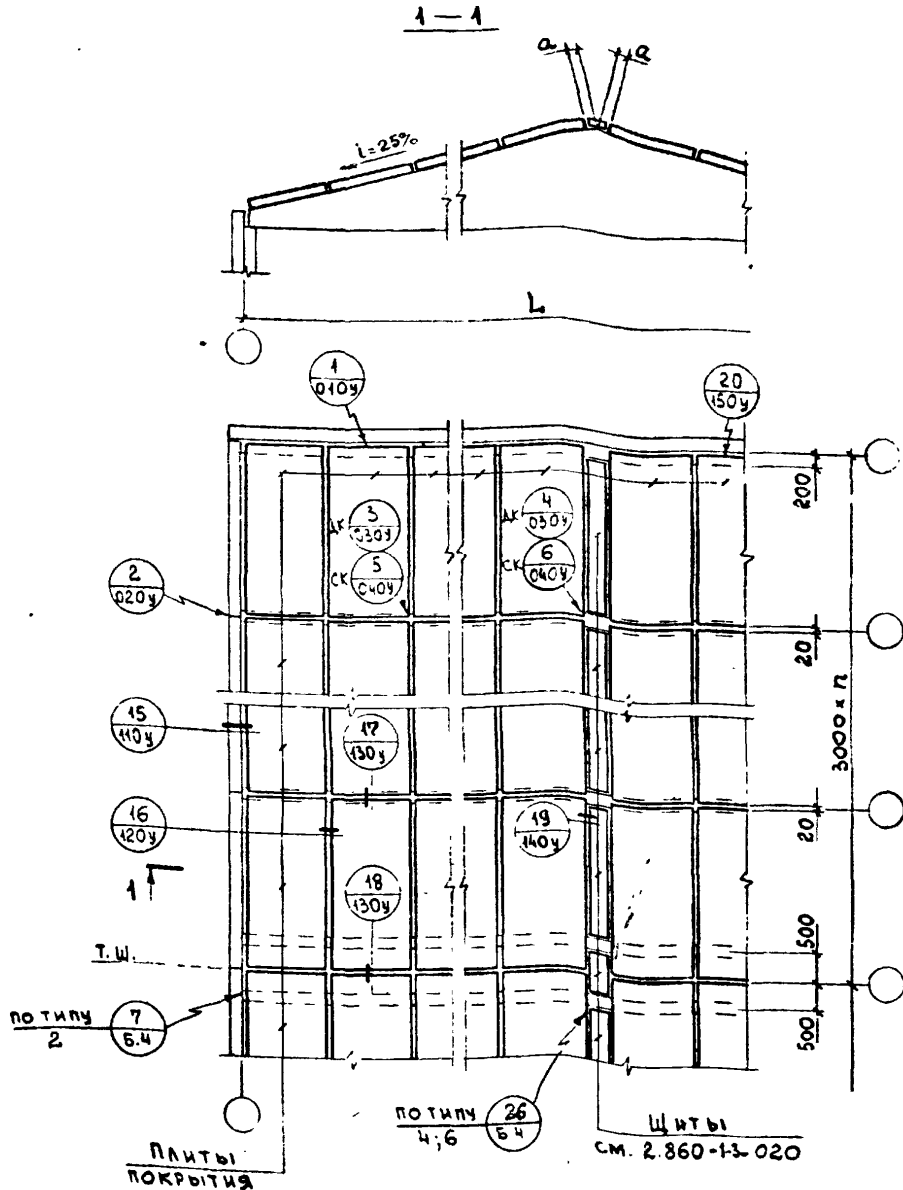 1 — 1
а
а
i=25%
L
1
010у
20
150у
200
3
ДК
030у
4
ДК
030у
5
СК
040у
6
СК
040у
2
020у
20
15
110у
17
130у
3000 х п
16
120у
19
140у
20
1
18
130у
Т.Ш.
500
по типу
2
7
Б.4
500
по типу
4;6
26
Б4
Щиты
см. 2.860-1-3-020
Плиты
покрытия